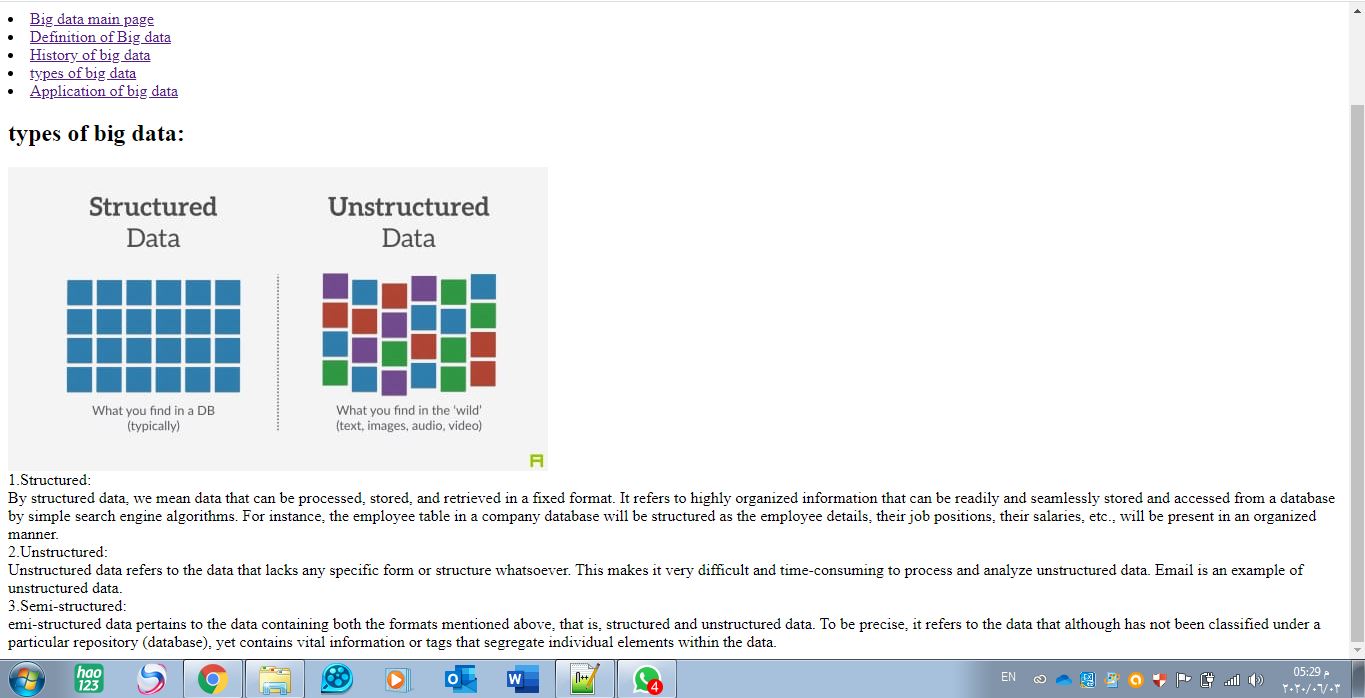 Big data main page
Definition of Big data
History of big data
types of big data
Application of big data
types of big data:
Structured
Data
Unstructured
Data
What you find in a DB
(typically)
What you find in the 'wild'
(text, images, audio, video)
1.Structured:
By structured data, we mean data that can be processed, stored, and retrieved in a fixed format. It refers to highly organized information that can be readily and seamlessly stored and accessed from a database
by simple search engine algorithms. For instance, the employee table in a company database will be structured as the employee details, their job positions, their salaries, etc., will be present in an organized
manner.
2.Unstructured:
Unstructured data refers to the data that lacks any specific form or structure whatsoever. This makes it very difficult and time-consuming to process and analyze unstructured data. Email is an example of
unstructured data.
3.Semi-structured:
emi-structured data pertains to the data containing both the formats mentioned above, that is, structured and unstructured data. To be precise, it refers to the data that although has not been classified under a
particular repository (database), yet contains vital information or tags that segregate individual elements within the data.
hao
123
4
EN
05:29 م
٢٠٢٠/٠٦/٠٣